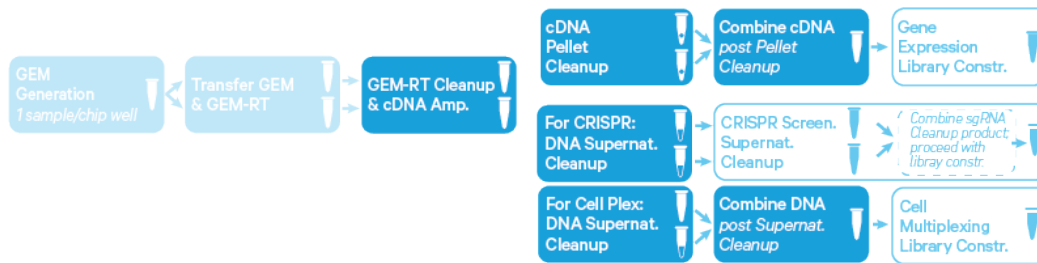 GEM
Generation
1 sample/chip well
Transfer GEM
& GEM-RT
GEM-RT Cleanup
& cDNA Amp.
cDNA
Pellet
Cleanup
Combine cDNA
post Pellet
Cleanup
Gene
Expression
Library Constr.
For CRISPR:
DNA Supernat.
Cleanup
CRISPR Screen.
Supernat.
Cleanup
Combine sgRNA
Cleanup product;
proceed with
libray constr.
For Cell Plex:
DNA Supernat.
Cleanup
Combine DNA
post Supernat.
Cleanup
Cell
Multiplexing
Library Constr.